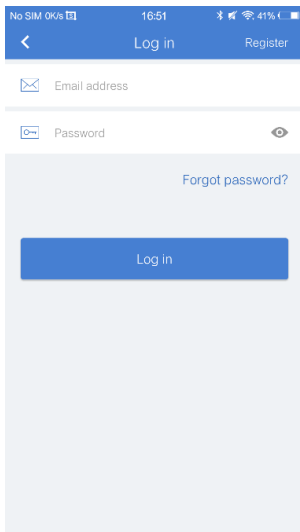 No SIM 0K/s 16:51 41%
Log in Register
Email address
Password
Forgot password?
Log in